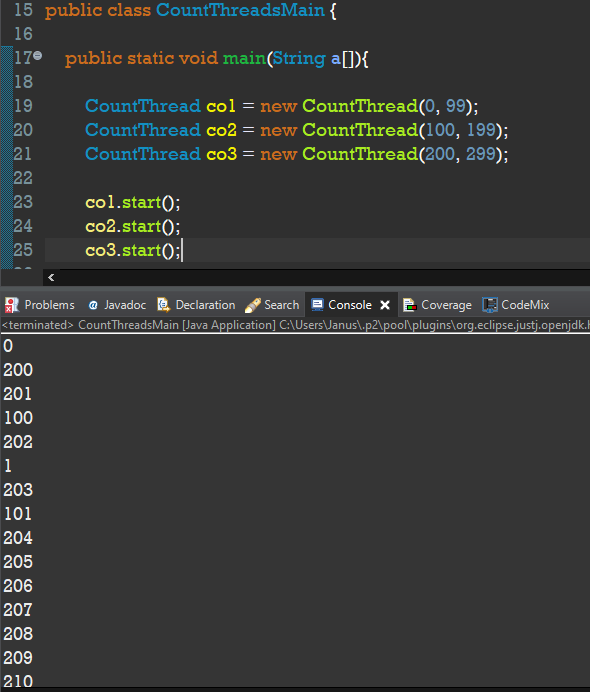 15 public class CountThreadsMain {
16
17 public static void main(String a[]){
18
19 CountThread co1 = new CountThread(0, 99);
20 CountThread co2 = new CountThread(100, 199);
21 CountThread co3 = new CountThread(200, 299);
22
23 co1.start();
24 co2.start();
25 co3.start();
Problems @ Javadoc Declaration Search Console Coverage CodeMix
<terminated> CountThreadsMain [Java Application] C:\Users\Janus\.p2\pool\plugins\org.eclipse.justj.openjdk.
0
200
201
100
202
1
203
101
204
205
206
207
208
209
210